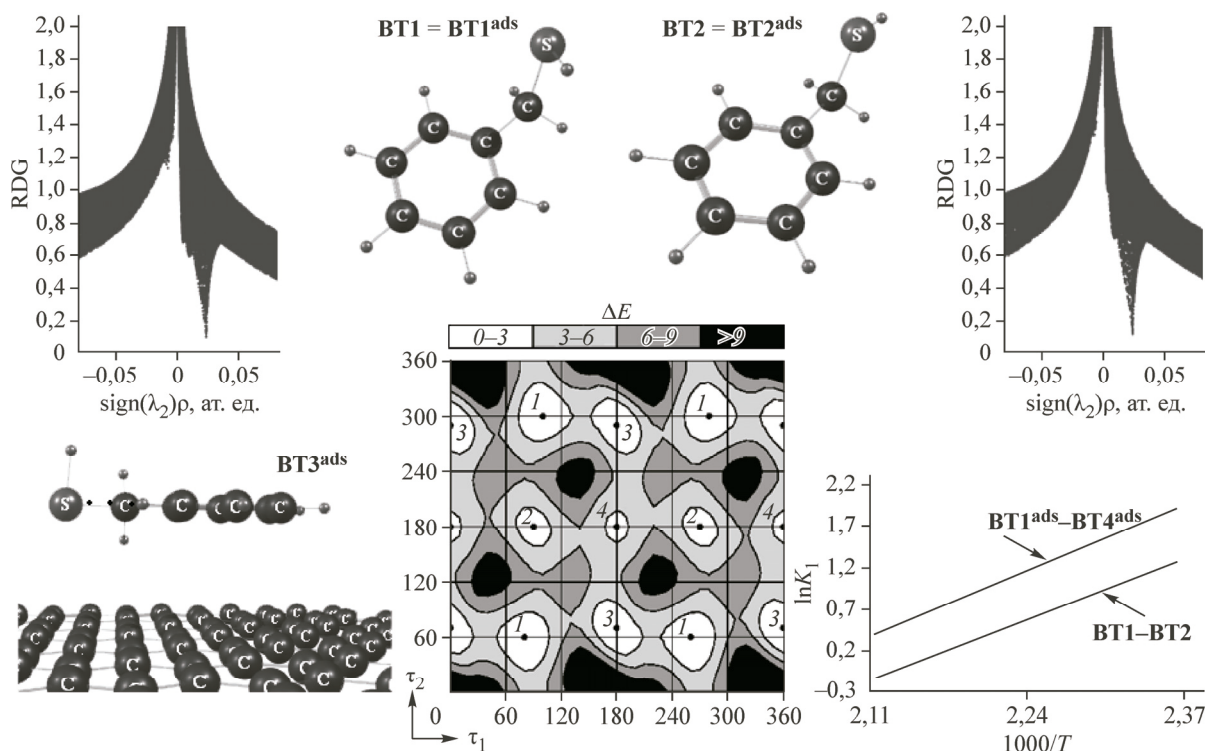 2,0
1,8
1,6
1,4
1,2
1,0
0,8
0,6
0,4
0,2
0
RDG
–0,05 0 0,05
sign(λ₂)ρ, ат. ед.
BT1 = BT1ᵃᵈˢ
S
C
C
C
C
C
C
C
BT2 = BT2ᵃᵈˢ
S
C
C
C
C
C
C
C
2,0
1,8
1,6
1,4
1,2
1,0
0,8
0,6
0,4
0,2
0
RDG
–0,05 0 0,05
sign(λ₂)ρ, ат. ед.
ΔE
0–3 3–6 6–9 >9
360
300
240
180
120
60
τ₂
0 60 120 180 240 300 360
τ₁
1 1
3 3
2 4 2 4
1 3 1 3
BT3ᵃᵈˢ
S C C C C C
C C C C C C C C
C C C C C C C
C C C C C C
C C C C C C
C C C C C
2,2
1,7
1,2
0,7
0,2
–0,3
lnK₁
BT1ᵃᵈˢ–BT4ᵃᵈˢ
BT1–BT2
2,11 2,24 2,37
1000/T